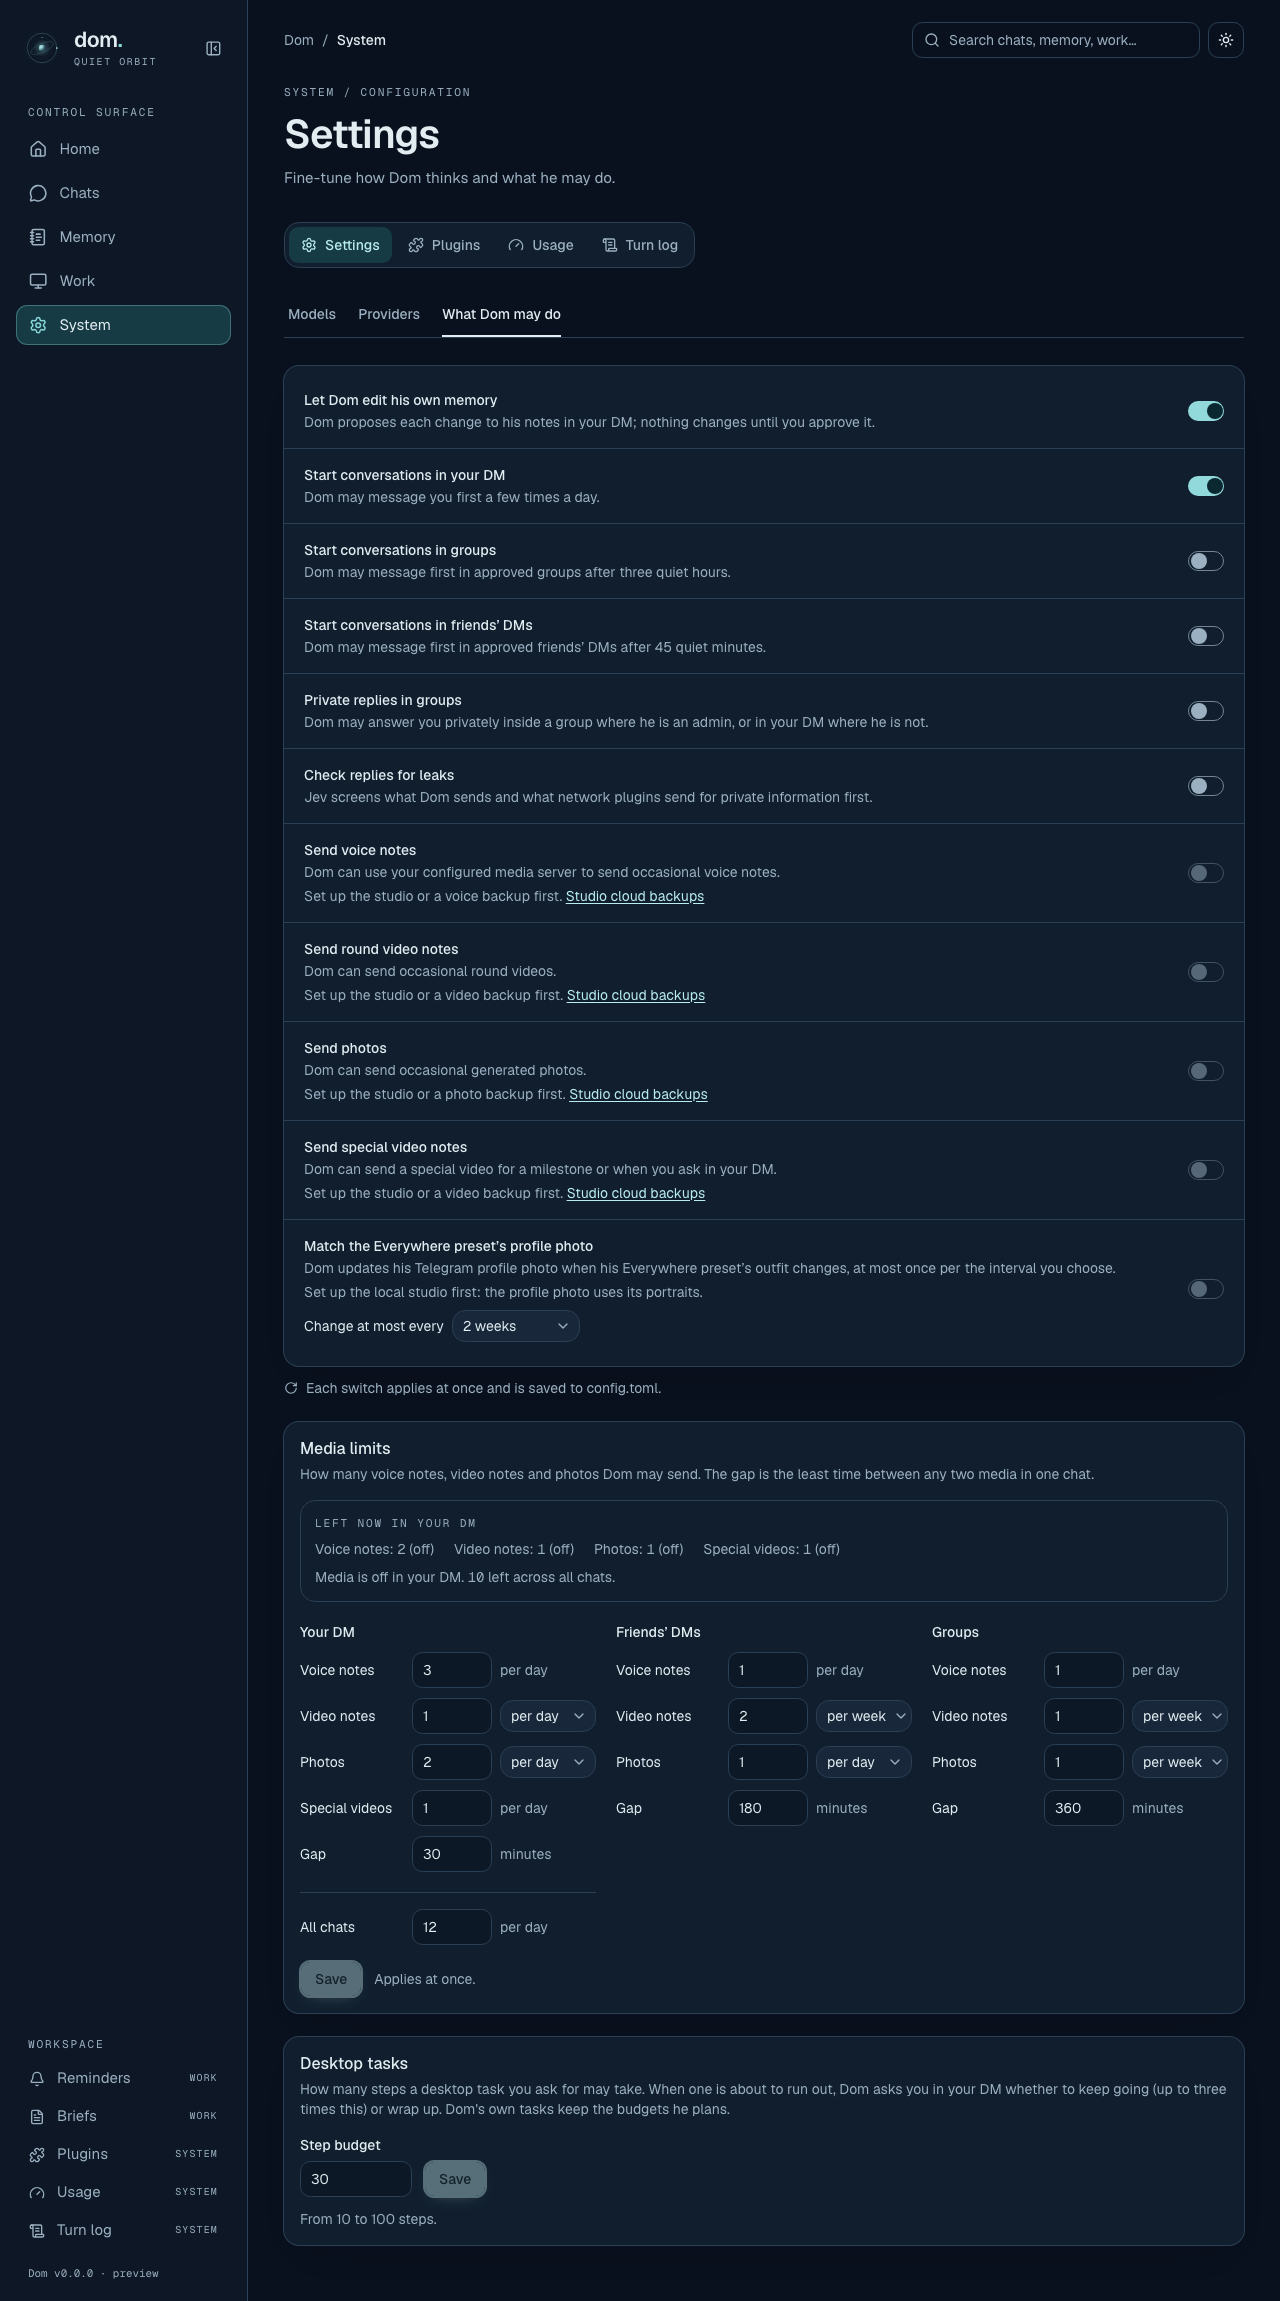 dom.
QUIET ORBIT
CONTROL SURFACE
Home
Chats
Memory
Work
System
WORKSPACE
Reminders WORK
Briefs WORK
Plugins SYSTEM
Usage SYSTEM
Turn log SYSTEM
Dom v0.0.0 · preview
Dom / System
Search chats, memory, work…
SYSTEM / CONFIGURATION
Settings
Fine-tune how Dom thinks and what he may do.
Settings Plugins Usage Turn log
Models Providers What Dom may do
Let Dom edit his own memory
Dom proposes each change to his notes in your DM; nothing changes until you approve it.
Start conversations in your DM
Dom may message you first a few times a day.
Start conversations in groups
Dom may message first in approved groups after three quiet hours.
Start conversations in friends’ DMs
Dom may message first in approved friends’ DMs after 45 quiet minutes.
Private replies in groups
Dom may answer you privately inside a group where he is an admin, or in your DM where he is not.
Check replies for leaks
Jev screens what Dom sends and what network plugins send for private information first.
Send voice notes
Dom can use your configured media server to send occasional voice notes.
Set up the studio or a voice backup first. Studio cloud backups
Send round video notes
Dom can send occasional round videos.
Set up the studio or a video backup first. Studio cloud backups
Send photos
Dom can send occasional generated photos.
Set up the studio or a photo backup first. Studio cloud backups
Send special video notes
Dom can send a special video for a milestone or when you ask in your DM.
Set up the studio or a video backup first. Studio cloud backups
Match the Everywhere preset’s profile photo
Dom updates his Telegram profile photo when his Everywhere preset’s outfit changes, at most once per the interval you choose.
Set up the local studio first: the profile photo uses its portraits.
Change at most every 2 weeks
Each switch applies at once and is saved to config.toml.
Media limits
How many voice notes, video notes and photos Dom may send. The gap is the least time between any two media in one chat.
LEFT NOW IN YOUR DM
Voice notes: 2 (off) Video notes: 1 (off) Photos: 1 (off) Special videos: 1 (off)
Media is off in your DM. 10 left across all chats.
Your DM
Voice notes 3 per day
Video notes 1 per day
Photos 2 per day
Special videos 1 per day
Gap 30 minutes
Friends’ DMs
Voice notes 1 per day
Video notes 2 per week
Photos 1 per day
Gap 180 minutes
Groups
Voice notes 1 per day
Video notes 1 per week
Photos 1 per week
Gap 360 minutes
All chats 12 per day
Save Applies at once.
Desktop tasks
How many steps a desktop task you ask for may take. When one is about to run out, Dom asks you in your DM whether to keep going (up to three
times this) or wrap up. Dom’s own tasks keep the budgets he plans.
Step budget
30 Save
From 10 to 100 steps.